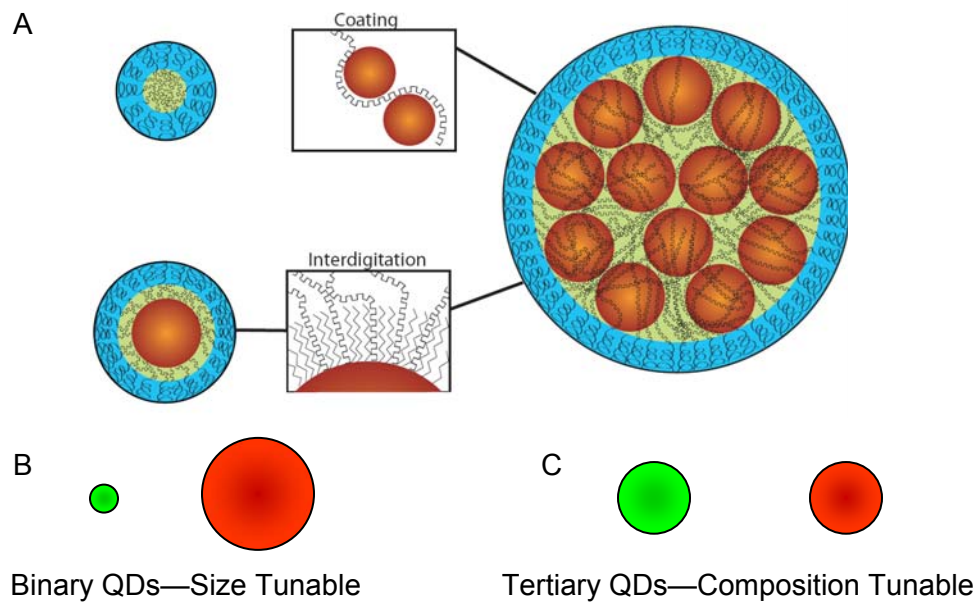 A
Coating
Interdigitation
B
C
Binary QDs—Size Tunable
Tertiary QDs—Composition Tunable